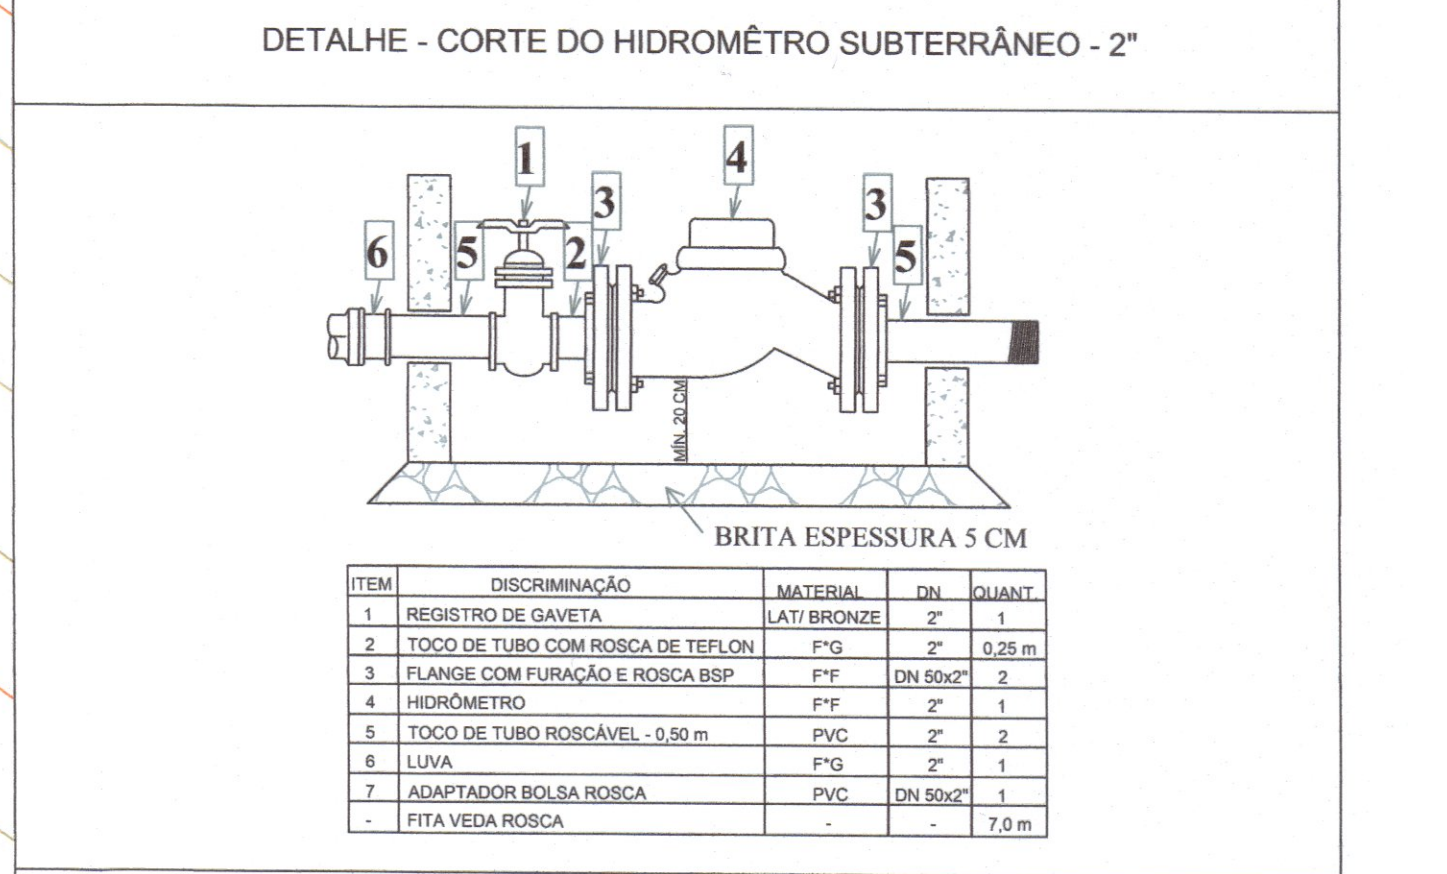 DETALHE - CORTE DO HIDROMÊTRO SUBTERRÂNEO - 2"
1
4
3
3
6
5
2
5
MÍN. 20 CM
BRITA ESPESSURA 5 CM
ITEM DISCRIMINAÇÃO MATERIAL DN QUANT.
1 REGISTRO DE GAVETA LAT/ BRONZE 2" 1
2 TOCO DE TUBO COM ROSCA DE TEFLON F*G 2" 0,25 m
3 FLANGE COM FURAÇÃO E ROSCA BSP F*F DN 50x2" 2
4 HIDRÔMETRO F*F 2" 1
5 TOCO DE TUBO ROSCÁVEL - 0,50 m PVC 2" 2
6 LUVA F*G 2" 1
7 ADAPTADOR BOLSA ROSCA PVC DN 50x2" 1
- FITA VEDA ROSCA - - 7,0 m